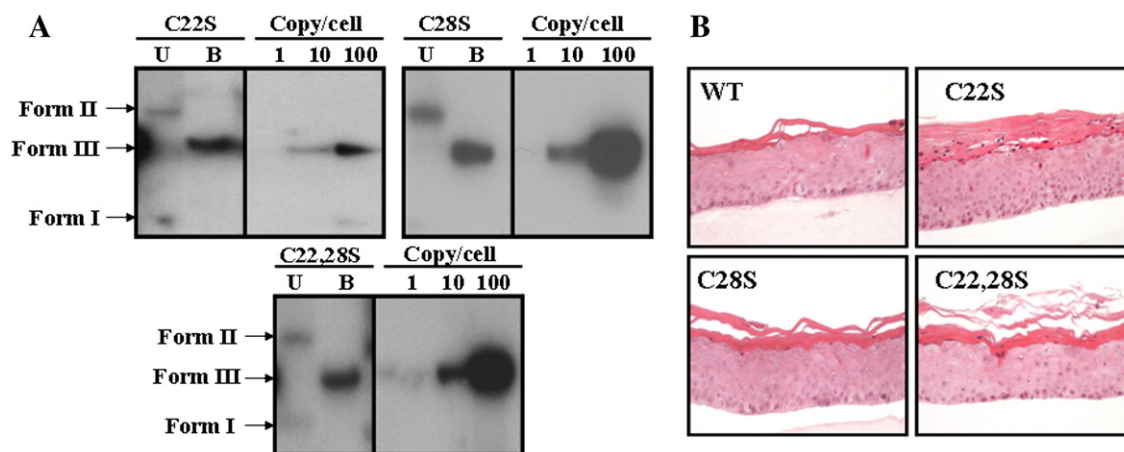 A
C22S Copy/cell
U B 1 10 100
Form II
Form III
Form I
C28S Copy/cell
U B 1 10 100
C22,28S Copy/cell
U B 1 10 100
Form II
Form III
Form I
B
WT
C22S
C28S
C22,28S